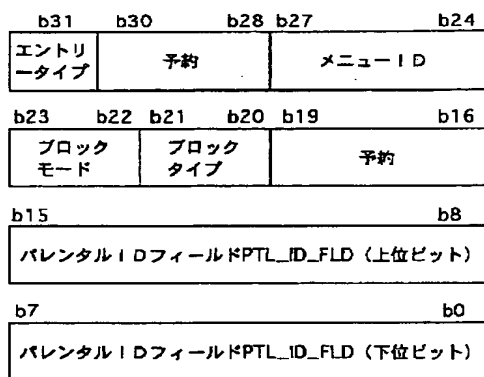 b31 b30 b28 b27 b24
エントリ
ータイプ
予約
メニューID
b23 b22 b21 b20 b19 b16
ブロック
モード
ブロック
タイプ
予約
b15 b8
パレンタルIDフィールドPTL_ID_FLD（上位ビット）
b7 b0
パレンタルIDフィールドPTL_ID_FLD（下位ビット）